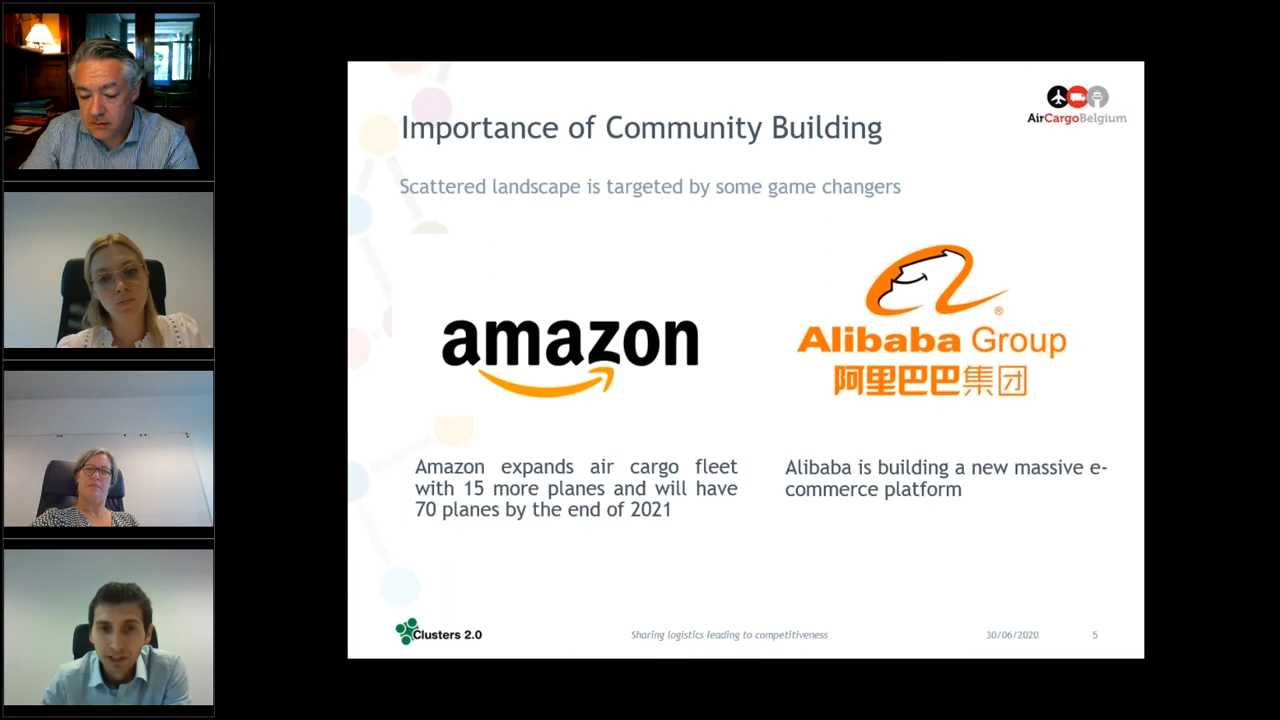 Importance of Community Building
AirCargoBelgium
Scattered landscape is targeted by some game changers
amazon
Alibaba Group
阿里巴巴集团
®
Amazon expands air cargo fleet
with 15 more planes and will have
70 planes by the end of 2021
Alibaba is building a new massive e-
commerce platform
Clusters 2.0
Sharing logistics leading to competitiveness
30/06/2020
5